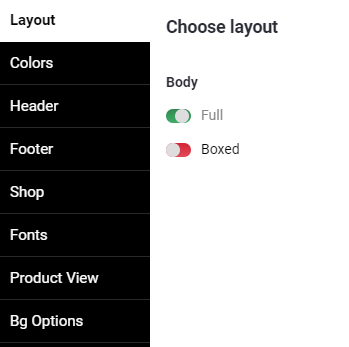 Layout
Colors
Header
Footer
Shop
Fonts
Product View
Bg Options
Choose layout
Body
Full
Boxed